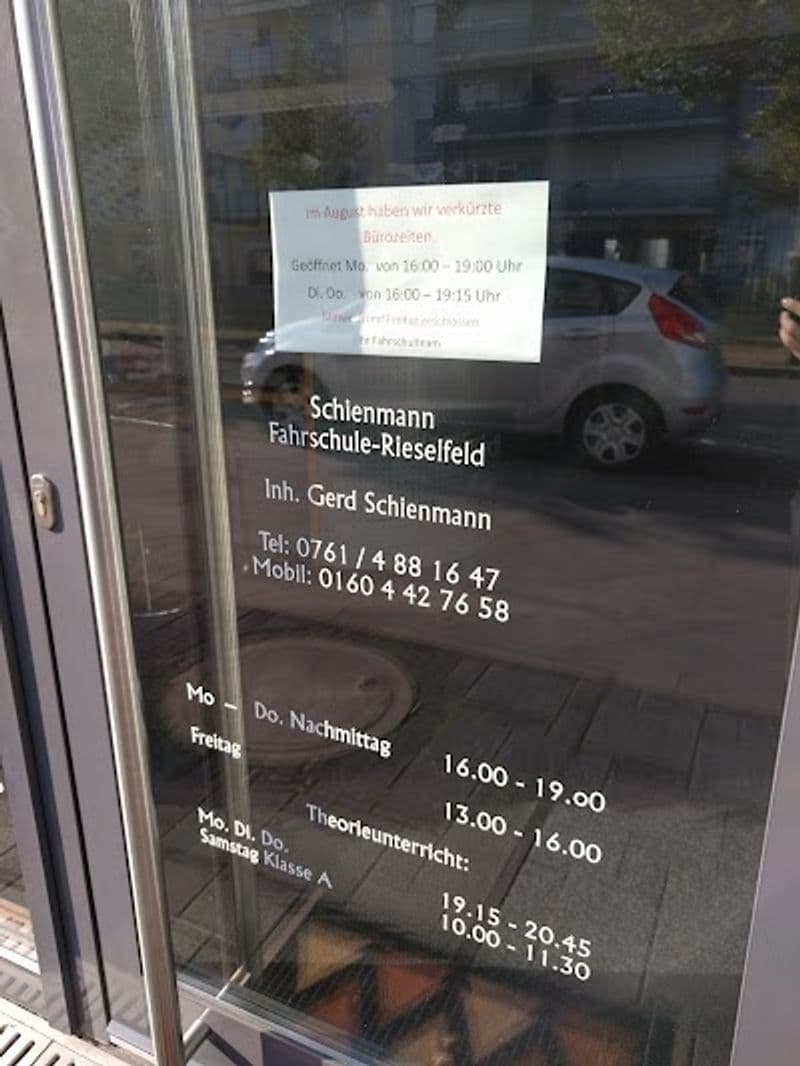 Im August haben wir verkürzte
Bürozeiten.
Geöffnet Mo. von 16:00 – 19:00 Uhr
Di. Do. von 16:00 – 19:15 Uhr
und Freitag geschlossen
Ihr Fahrschulteam
Schienmann
Fahrschule-Rieselfeld
Inh. Gerd Schienmann
Tel: 0761 / 4 88 16 47
Mobil: 0160 4 42 76 58
Mo – Do. Nachmittag 16.00 - 19.00
Freitag 13.00 - 16.00
Theorieunterricht:
Mo. Di. Do. 19.15 - 20.45
Samstag Klasse A 10.00 - 11.30